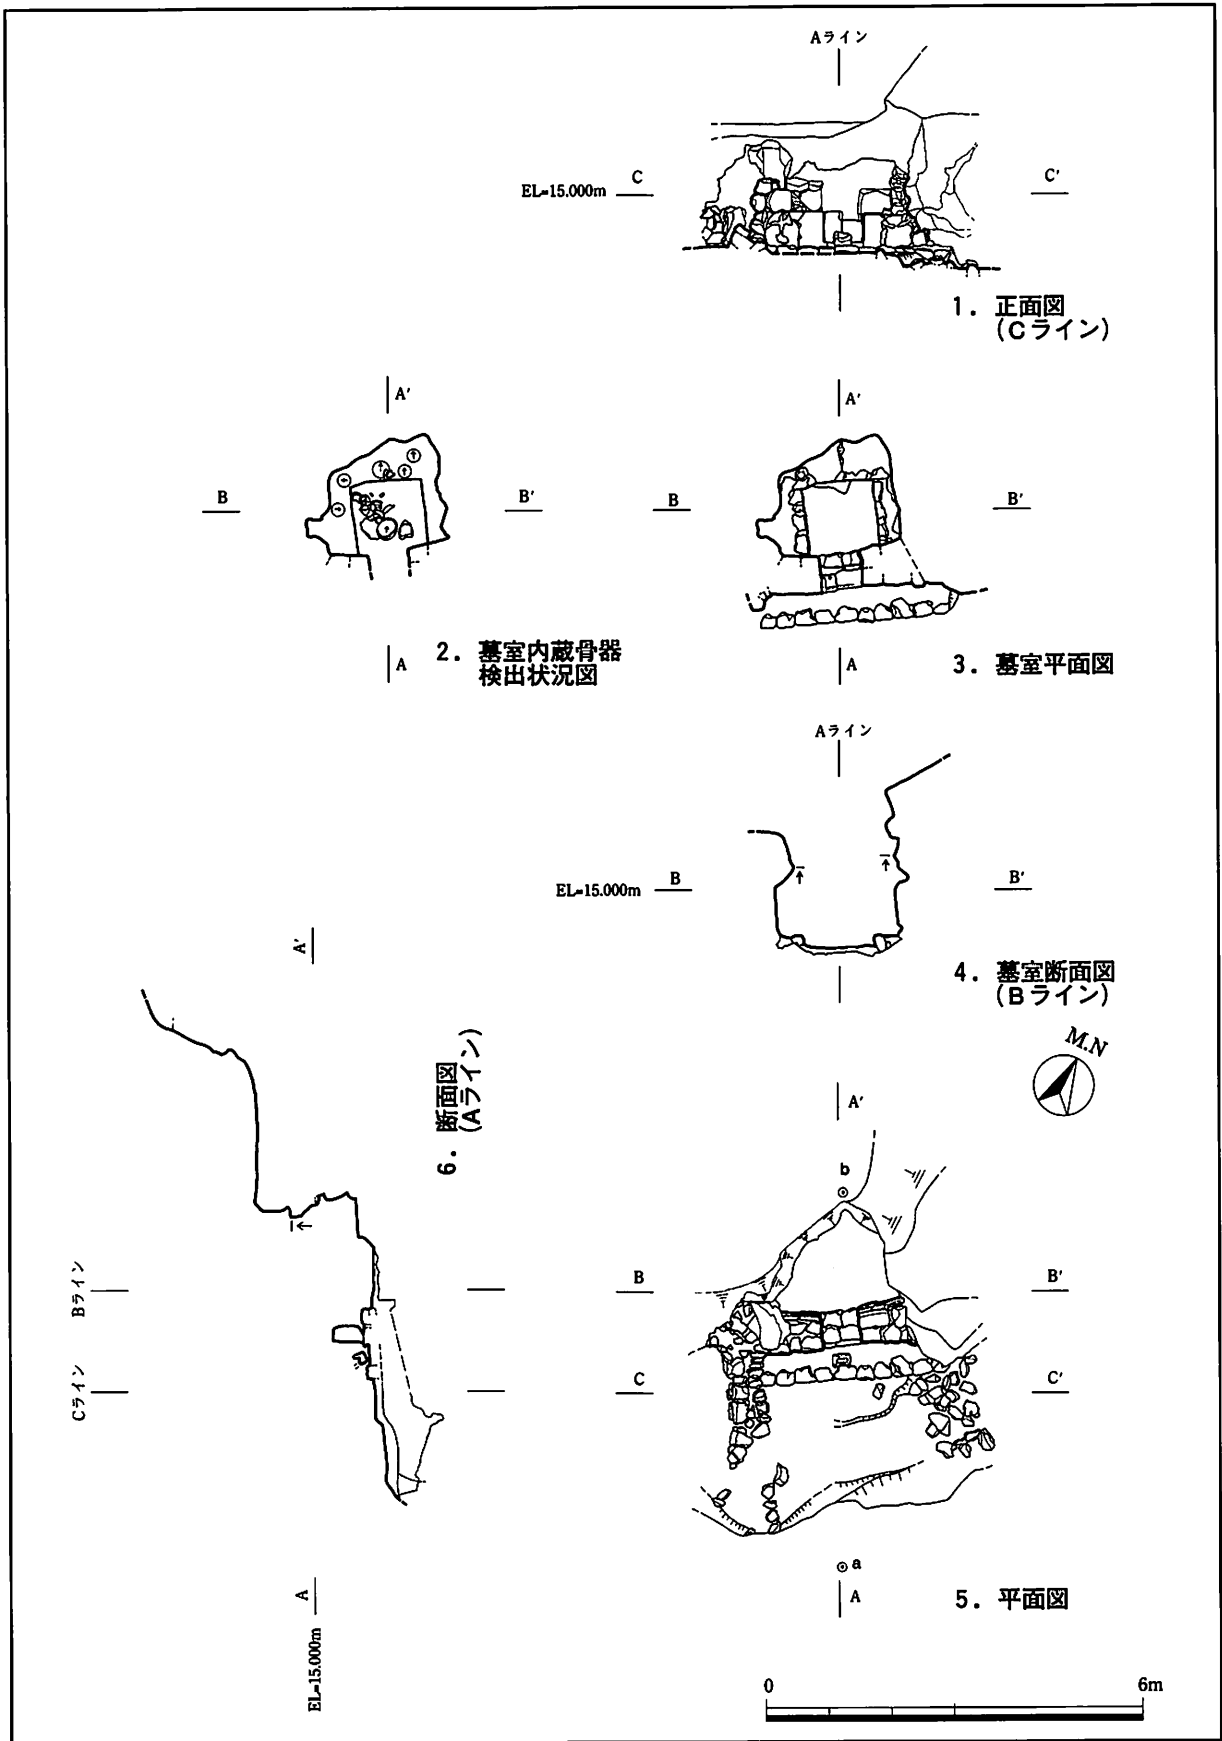 Aライン
EL=15.000m
C
C'
1. 正面図
(Cライン)
A'
B
B'
A
2. 墓室内蔵骨器
検出状況図
A'
B
B'
A
3. 墓室平面図
Aライン
EL=15.000m
B
B'
4. 墓室断面図
(Bライン)
M.N
A'
Bライン
Cライン
A
EL=15.000m
6. 断面図
(Aライン)
A'
b
B
B'
C
C'
a
A
5. 平面図
0
6m